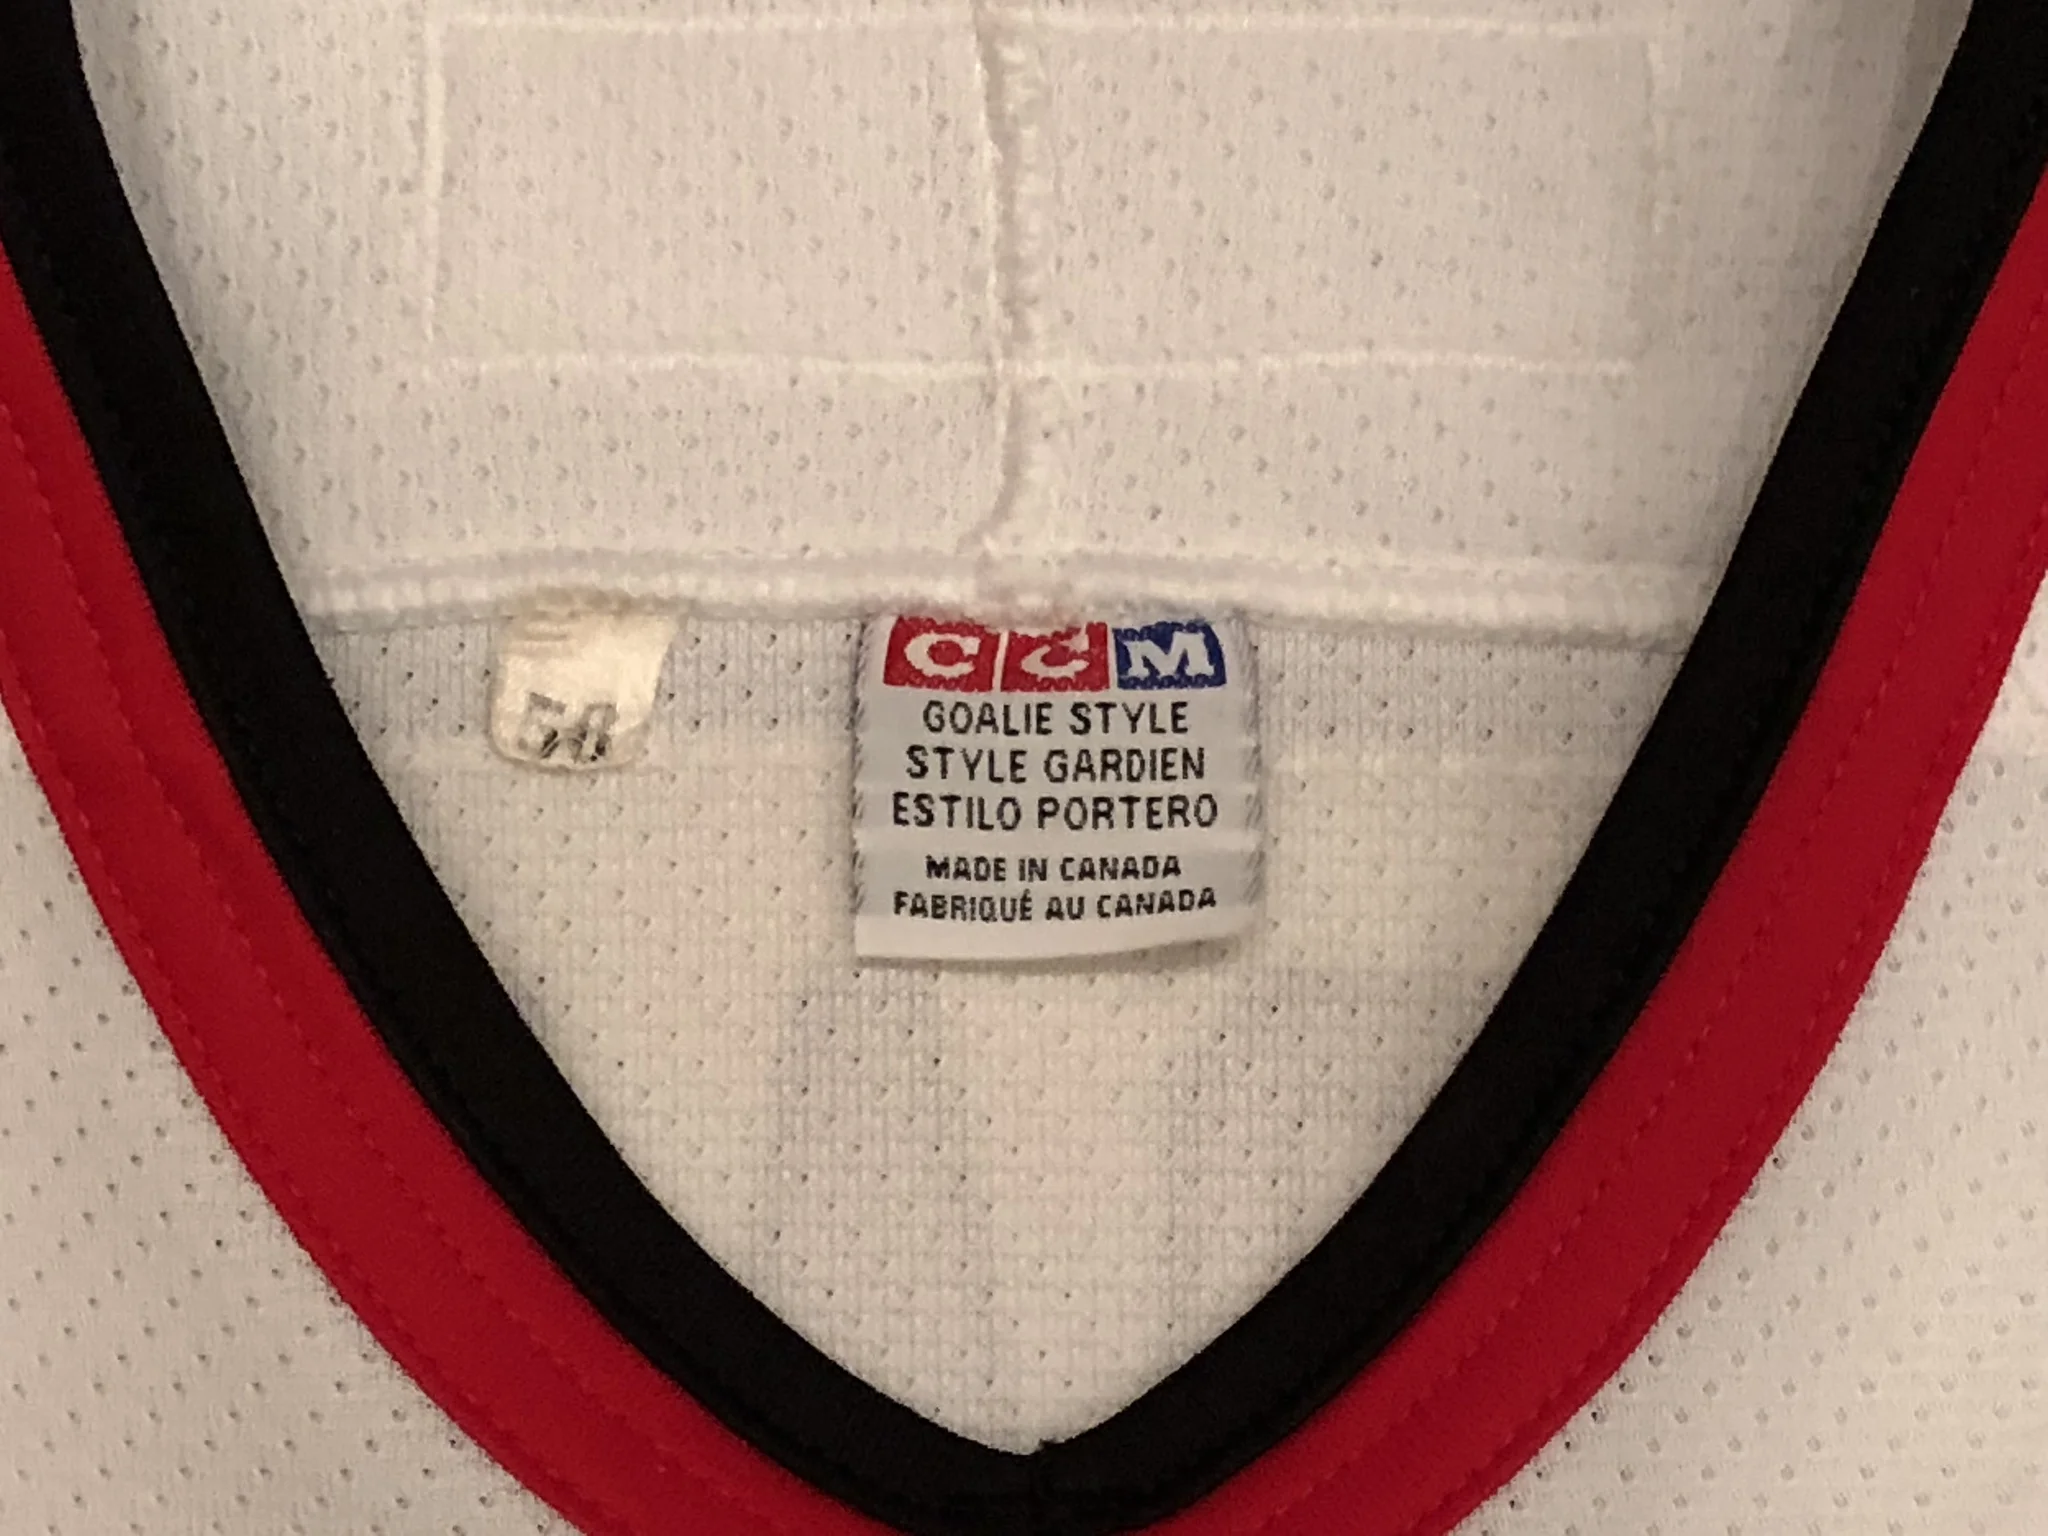 CCM
GOALIE STYLE
STYLE GARDIEN
ESTILO PORTERO
MADE IN CANADA
FABRIQUÉ AU CANADA